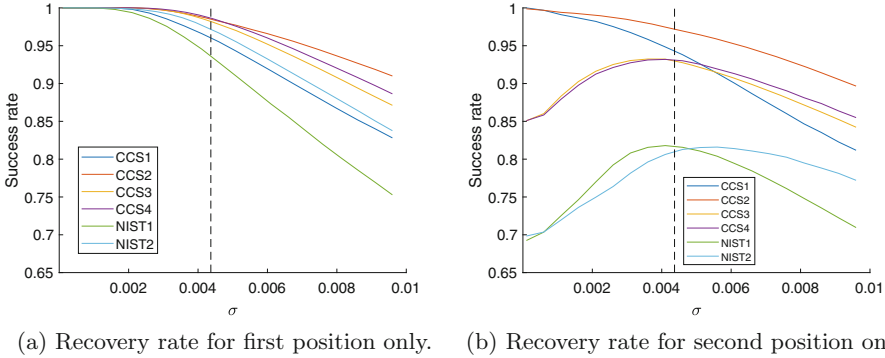 1
0.95
0.9
0.85
0.8
0.75
0.7
0.65
Success rate
CCS1
CCS2
CCS3
CCS4
NIST1
NIST2
0.002 0.004 0.006 0.008 0.01
σ
(a) Recovery rate for first position only.
1
0.95
0.9
0.85
0.8
0.75
0.7
0.65
Success rate
CCS1
CCS2
CCS3
CCS4
NIST1
NIST2
0.002 0.004 0.006 0.008 0.01
σ
(b) Recovery rate for second position on